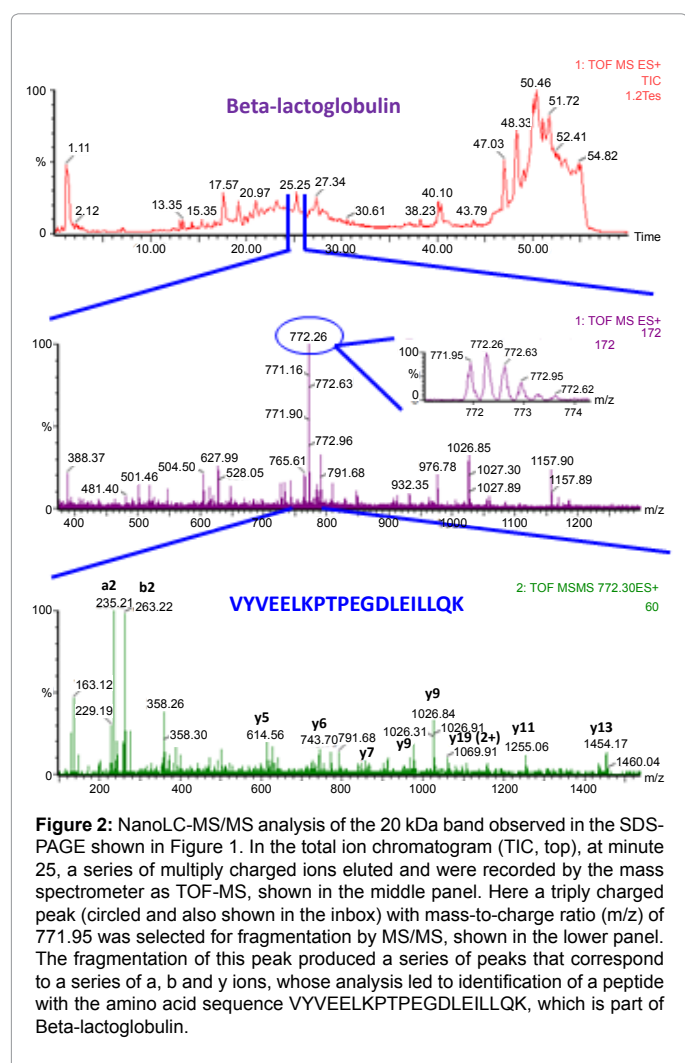 1: TOF MS ES+
TIC
1.2Tes
Beta-lactoglobulin
100
%
0
1.11
2.12
13.35
15.35
17.57
20.97
25.25
27.34
30.61
38.23
40.10
43.79
47.03
48.33
50.46
51.72
52.41
54.82
10.00 20.00 30.00 40.00 50.00 Time
1: TOF MS ES+
172
172
100
%
0
772.26
771.16
772.63
771.90
772.96
388.37
481.40
501.46
504.50
627.99
528.05
765.61
791.68
932.35
976.78
1026.85
1027.30
1027.89
1157.90
1157.89
400 500 600 700 800 900 1000 1100 1200 m/z
100
%
0
771.95
772.26
772.63
772.95
772.62
772 773 774 m/z
2: TOF MSMS 772.30ES+
60
VYVEELKPTPEGDLEILLQK
100
%
0
a2
235.21
b2
263.22
163.12
229.19
358.26
358.30
y5
614.56
y6
743.70
791.68
y7
y9
1026.31
y9
1026.84
1026.91
y19 (2+)
1069.91
y11
1255.06
y13
1454.17
1460.04
200 400 600 800 1000 1200 1400 m/z
Figure 2: NanoLC-MS/MS analysis of the 20 kDa band observed in the SDS-
PAGE shown in Figure 1. In the total ion chromatogram (TIC, top), at minute
25, a series of multiply charged ions eluted and were recorded by the mass
spectrometer as TOF-MS, shown in the middle panel. Here a triply charged
peak (circled and also shown in the inbox) with mass-to-charge ratio (m/z) of
771.95 was selected for fragmentation by MS/MS, shown in the lower panel.
The fragmentation of this peak produced a series of peaks that correspond
to a series of a, b and y ions, whose analysis led to identification of a peptide
with the amino acid sequence VYVEELKPTPEGDLEILLQK, which is part of
Beta-lactoglobulin.